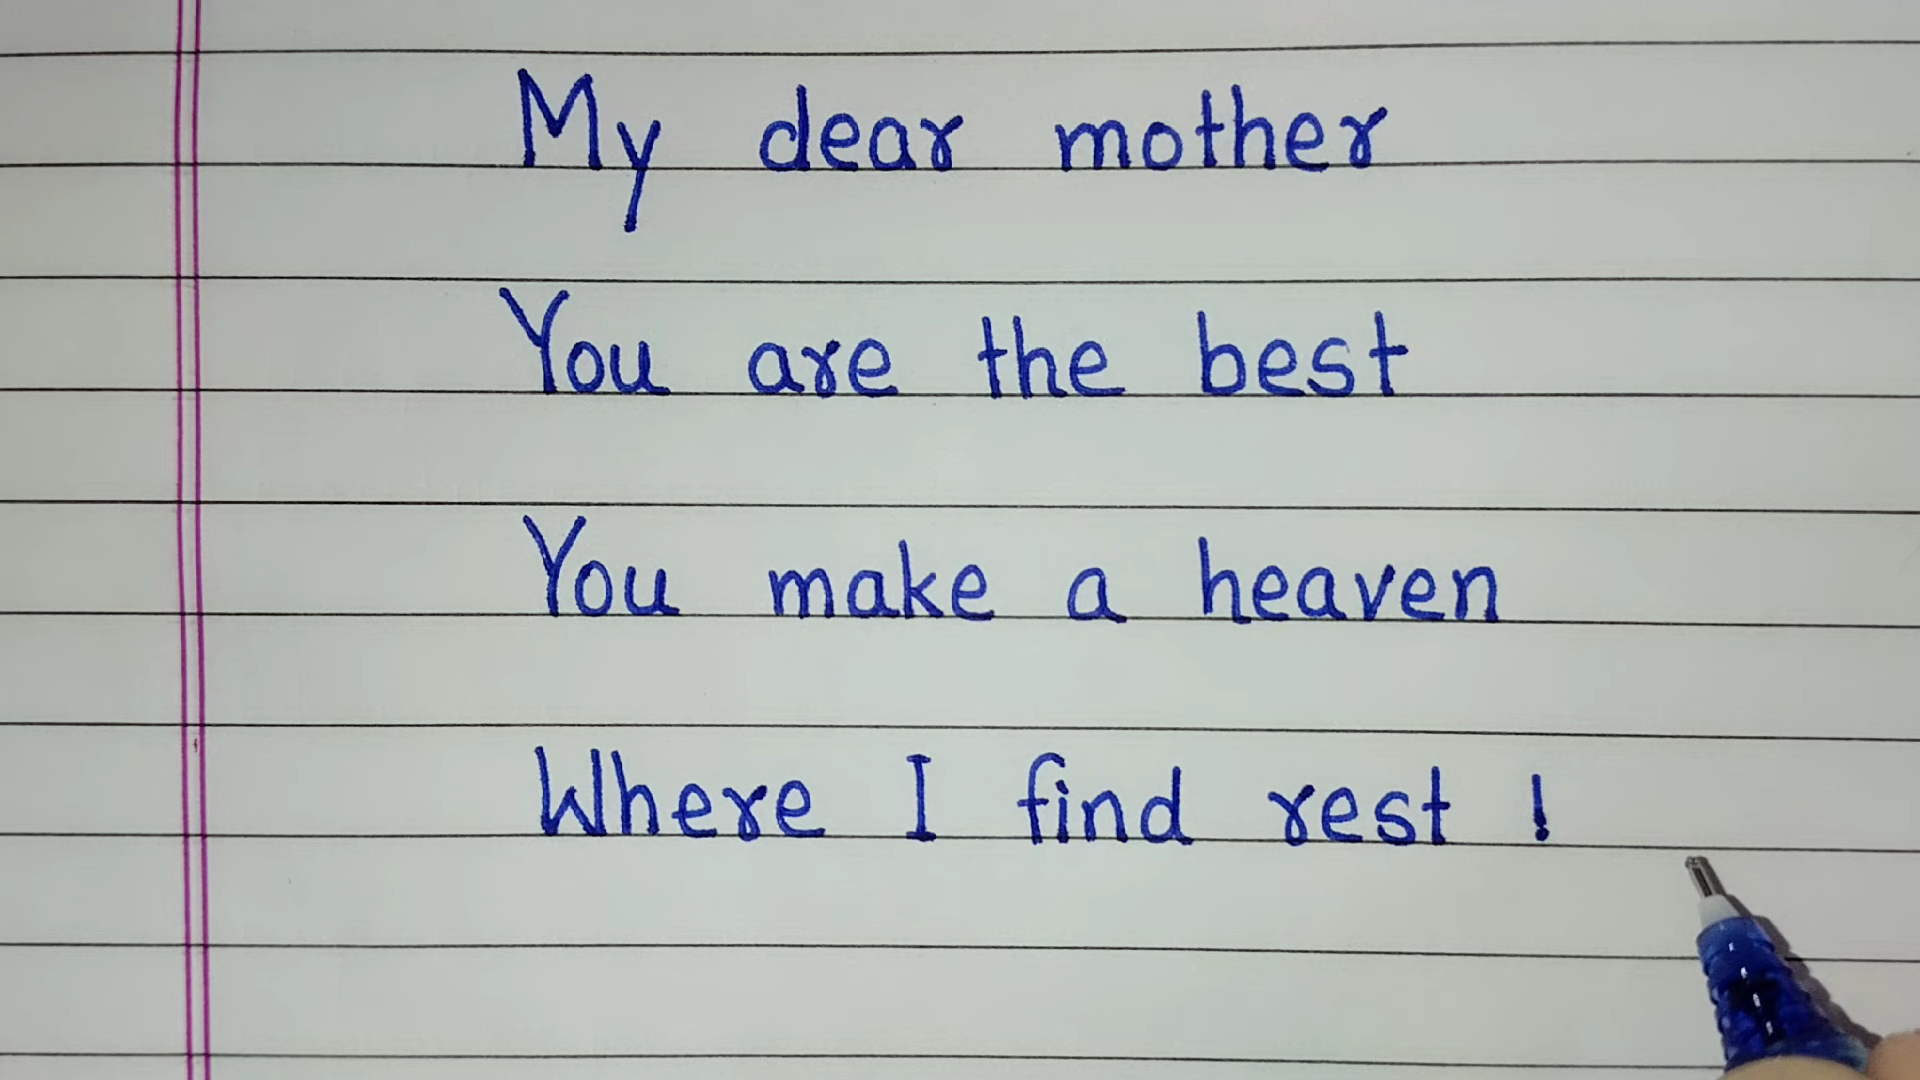 My dear mother
You are the best
You make a heaven
Where I find rest !